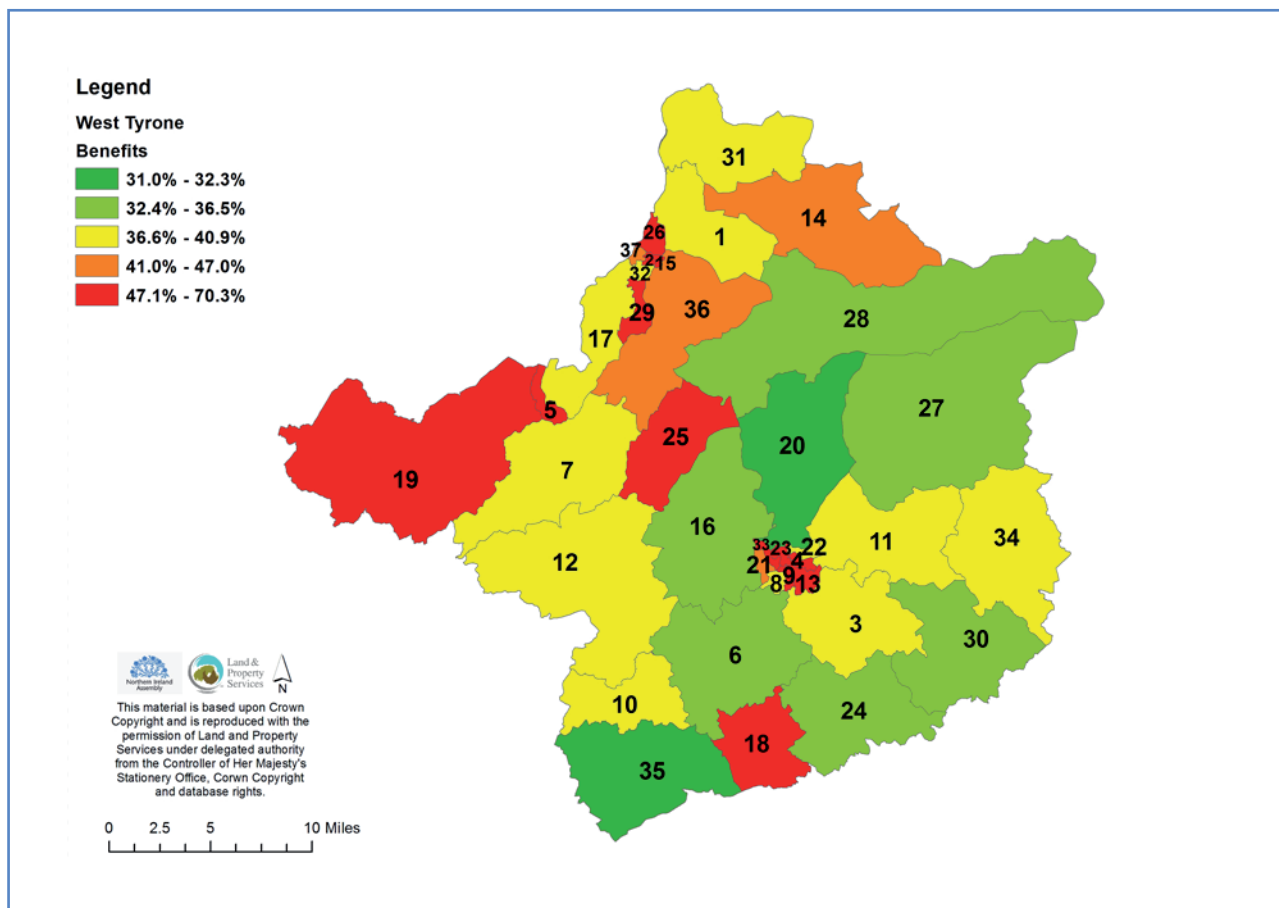 Legend
West Tyrone
Benefits
31.0% - 32.3%
32.4% - 36.5%
36.6% - 40.9%
41.0% - 47.0%
47.1% - 70.3%
31
14
1
26
37
2 15
32
29
36
28
17
5
25
20
27
19
7
16
11
34
12
33 23 22
21 4
8 9 13
3
30
6
10
24
18
35
Northern Ireland
Assembly
Land &
Property
Services
N
This material is based upon Crown
Copyright and is reproduced with the
permission of Land and Property
Services under delegated authority
from the Controller of Her Majesty's
Stationery Office, Corwn Copyright
and database rights.
0 2.5 5 10 Miles